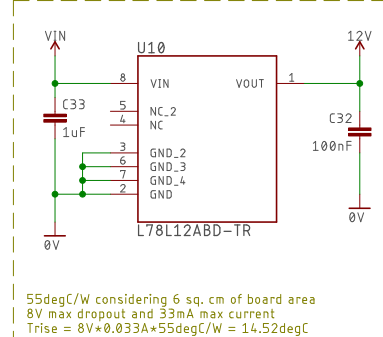 VIN
12V
U10
8
VIN
VOUT
1
C33
1uF
5
NC_2
4
NC
C32
100nF
3
GND_2
6
GND_3
7
GND_4
2
GND
0V
0V
L78L12ABD-TR
55degC/W considering 6 sq. cm of board area
8V max dropout and 33mA max current
Trise = 8V*0.033A*55degC/W = 14.52degC